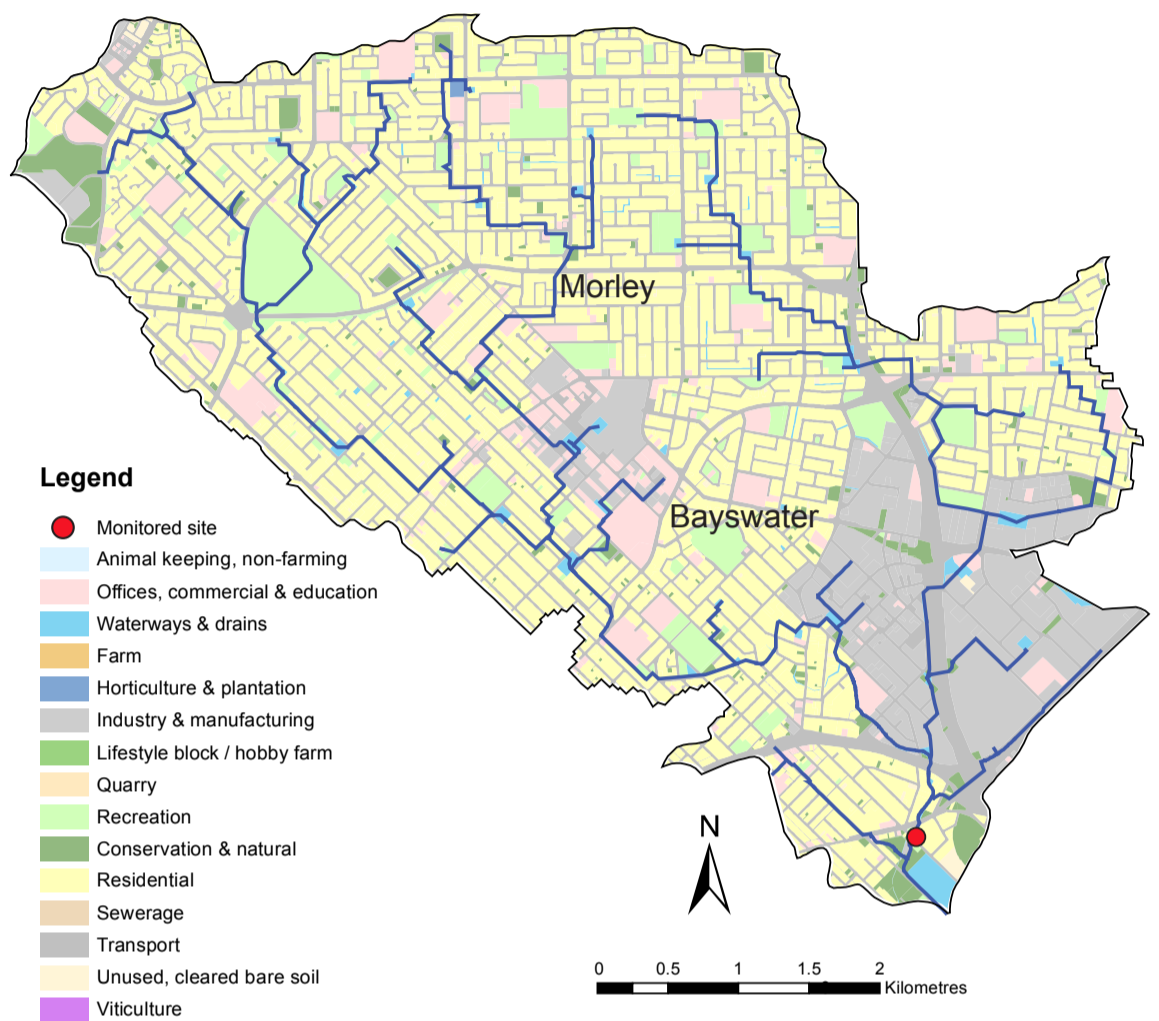 Morley
Bayswater
Legend
Monitored site
Animal keeping, non-farming
Offices, commercial & education
Waterways & drains
Farm
Horticulture & plantation
Industry & manufacturing
Lifestyle block / hobby farm
Quarry
Recreation
Conservation & natural
Residential
Sewerage
Transport
Unused, cleared bare soil
Viticulture
N
0 0.5 1 1.5 2
Kilometres